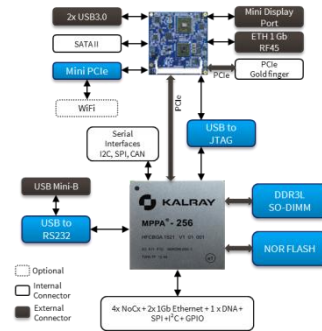 2x USB3.0
SATA II
Mini PCIe
WiFi
Mini Display
Port
ETH 1 Gb
RF45
PCIe
Gold finger
PCIe
PCIe
Serial
Interfaces
I2C, SPI, CAN
USB to
JTAG
USB Mini-B
USB to
RS232
KALRAY
MPPA®- 256
DDR3L
SO-DIMM
NOR FLASH
Optional
Internal
Connector
External
Connector
4x NoCx + 2x 1Gb Ethernet + 1 x DNA +
SPI +I²C + GPIO